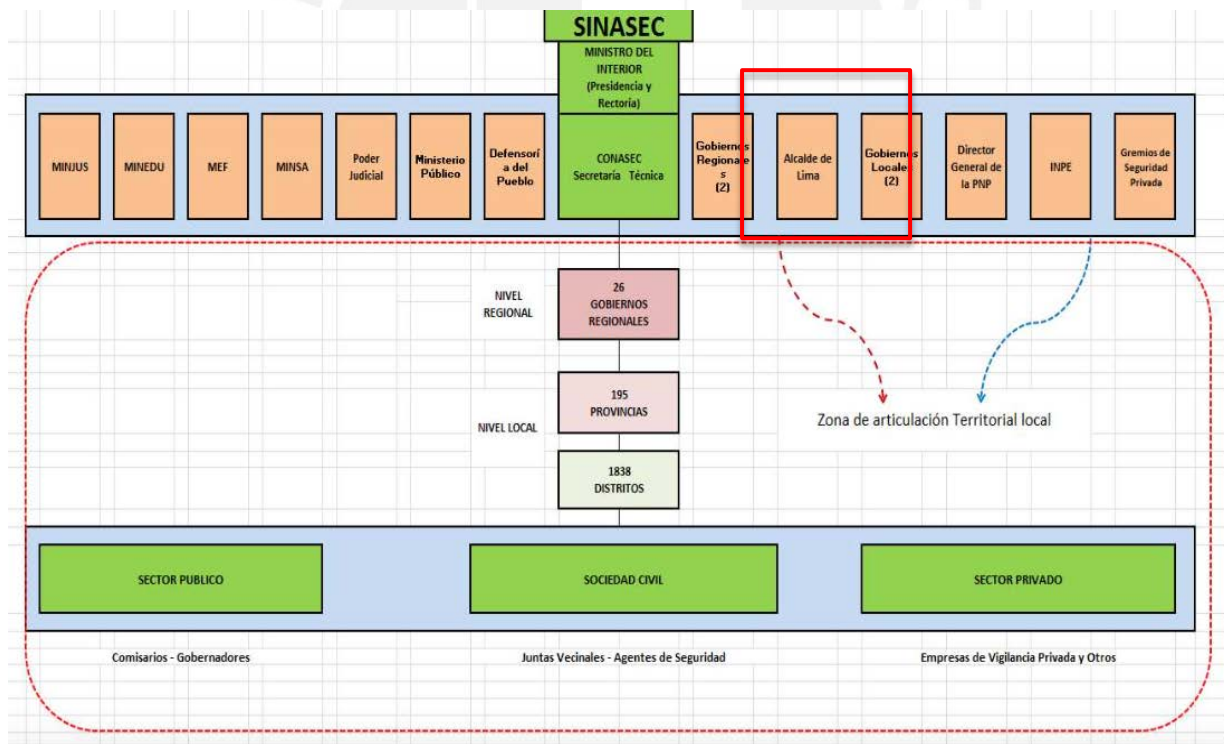 SINASEC
MINISTRO DEL
INTERIOR
(Presidencia y
Rectoría)
MINJUS
MINEDU
MEF
MINSA
Poder
Judicial
Ministerio
Público
Defensorí
a del
Pueblo
CONASEC
Secretaría Técnica
Gobiernos
Regionale
s
(2)
Alcalde de
Lima
Gobiernos
Locales
(2)
Director
General de
la PNP
INPE
Gremios de
Seguridad
Privada
NIVEL
REGIONAL
26
GOBIERNOS
REGIONALES
195
PROVINCIAS
NIVEL LOCAL
Zona de articulación Territorial local
1838
DISTRITOS
SECTOR PUBLICO
SOCIEDAD CIVIL
SECTOR PRIVADO
Comisarios - Gobernadores
Juntas Vecinales - Agentes de Seguridad
Empresas de Vigilancia Privada y Otros